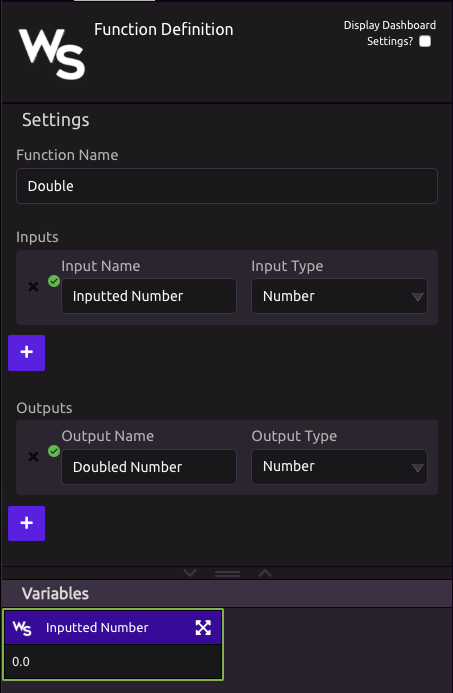 WS
Function Definition
Display Dashboard
Settings?
Settings
Function Name
Double
Inputs
Input Name
Input Type
Inputted Number
Number
Outputs
Output Name
Output Type
Doubled Number
Number
Variables
WS Inputted Number
0.0